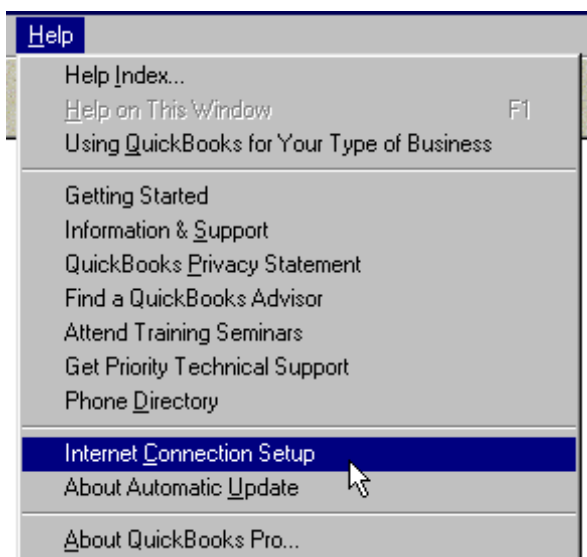 Help
Help Index...
Help on This Window F1
Using QuickBooks for Your Type of Business
Getting Started
Information & Support
QuickBooks Privacy Statement
Find a QuickBooks Advisor
Attend Training Seminars
Get Priority Technical Support
Phone Directory
Internet Connection Setup
About Automatic Update
About QuickBooks Pro...